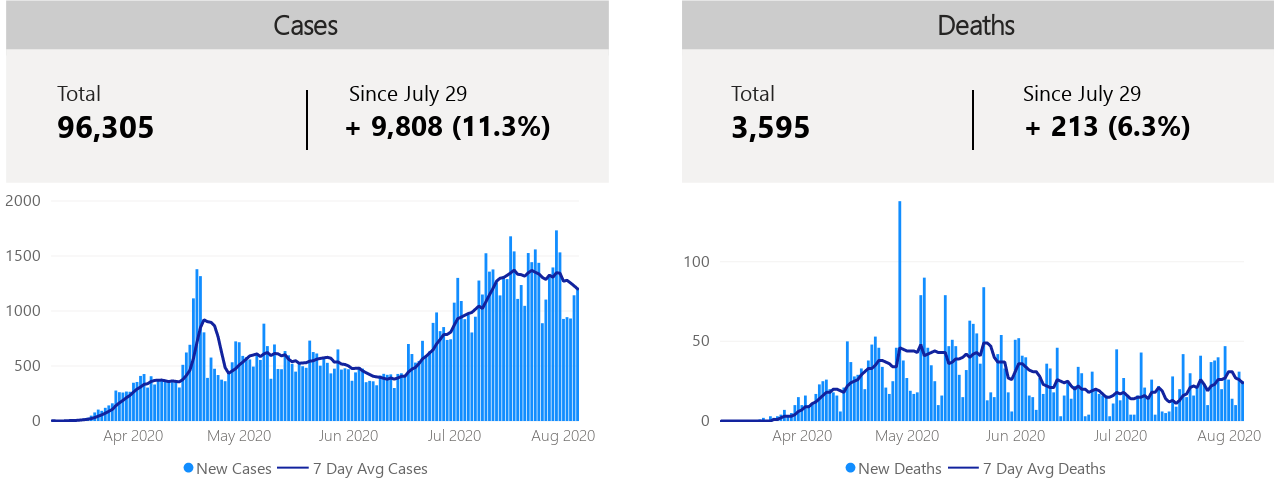 Cases
Total
Since July 29
96,305
+ 9,808 (11.3%)
2000
1500
1000
500
0
Apr 2020 May 2020 Jun 2020 Jul 2020 Aug 2020
New Cases 7 Day Avg Cases
Deaths
Total
Since July 29
3,595
+ 213 (6.3%)
100
50
0
Apr 2020 May 2020 Jun 2020 Jul 2020 Aug 2020
New Deaths 7 Day Avg Deaths